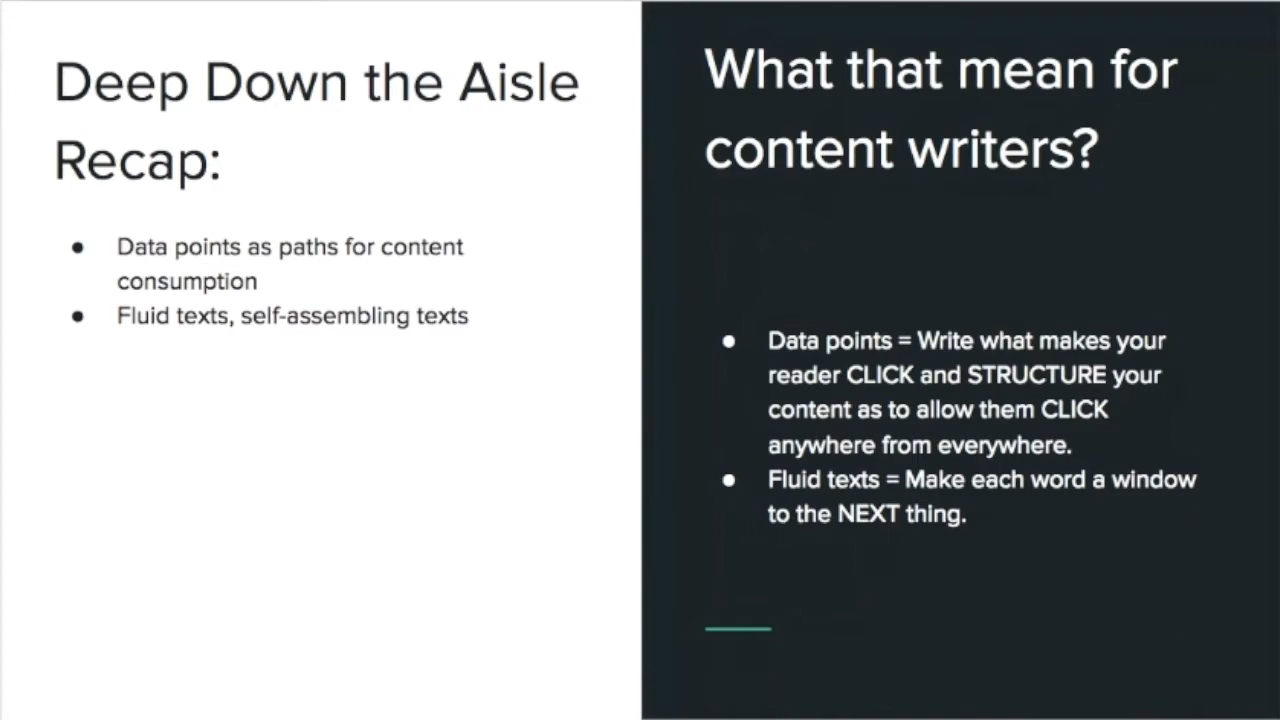 Deep Down the Aisle
Recap:
● Data points as paths for content
consumption
● Fluid texts, self-assembling texts
What that mean for
content writers?
● Data points = Write what makes your
reader CLICK and STRUCTURE your
content as to allow them CLICK
anywhere from everywhere.
● Fluid texts = Make each word a window
to the NEXT thing.